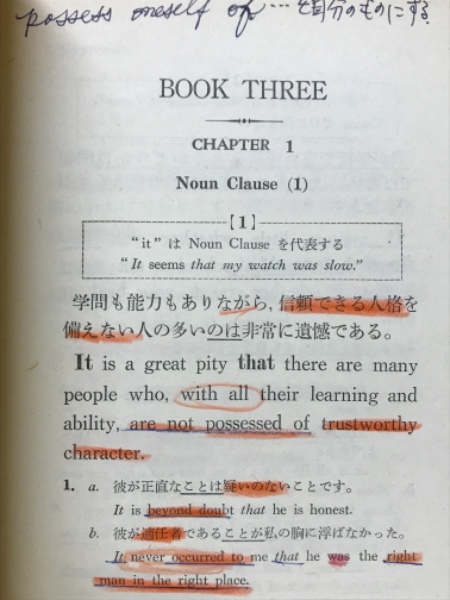 possess oneself of … を自分のものにする
BOOK THREE
CHAPTER 1
Noun Clause (1)
【1】
“it” は Noun Clause を代表する
“It seems that my watch was slow.”
学問も能力もありながら，信頼できる人格を
備えない人の多いのは非常に遺憾である。
It is a great pity that there are many
people who, with all their learning and
ability, are not possessed of trustworthy
character.
1. a. 彼が正直なことは疑いのないことです。
It is beyond doubt that he is honest.
b. 彼が適任者であることが私の胸に浮ばなかった。
It never occurred to me that he was the right
man in the right place.